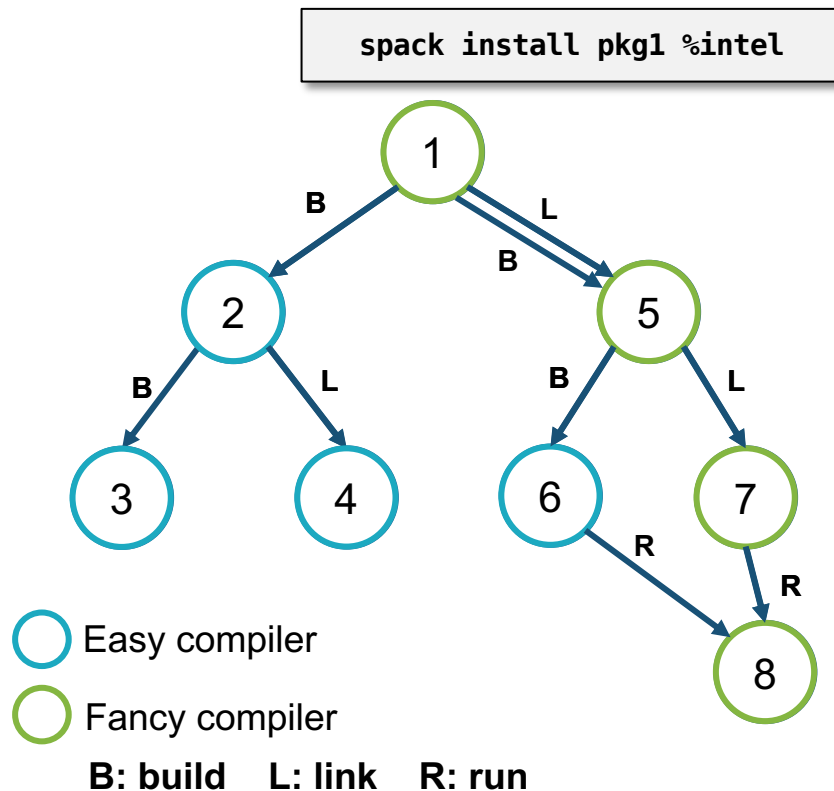 spack install pkg1 %intel
1
B
L
B
2
5
B
L
B
L
3
4
6
7
R
R
8
Easy compiler
Fancy compiler
B: build L: link R: run